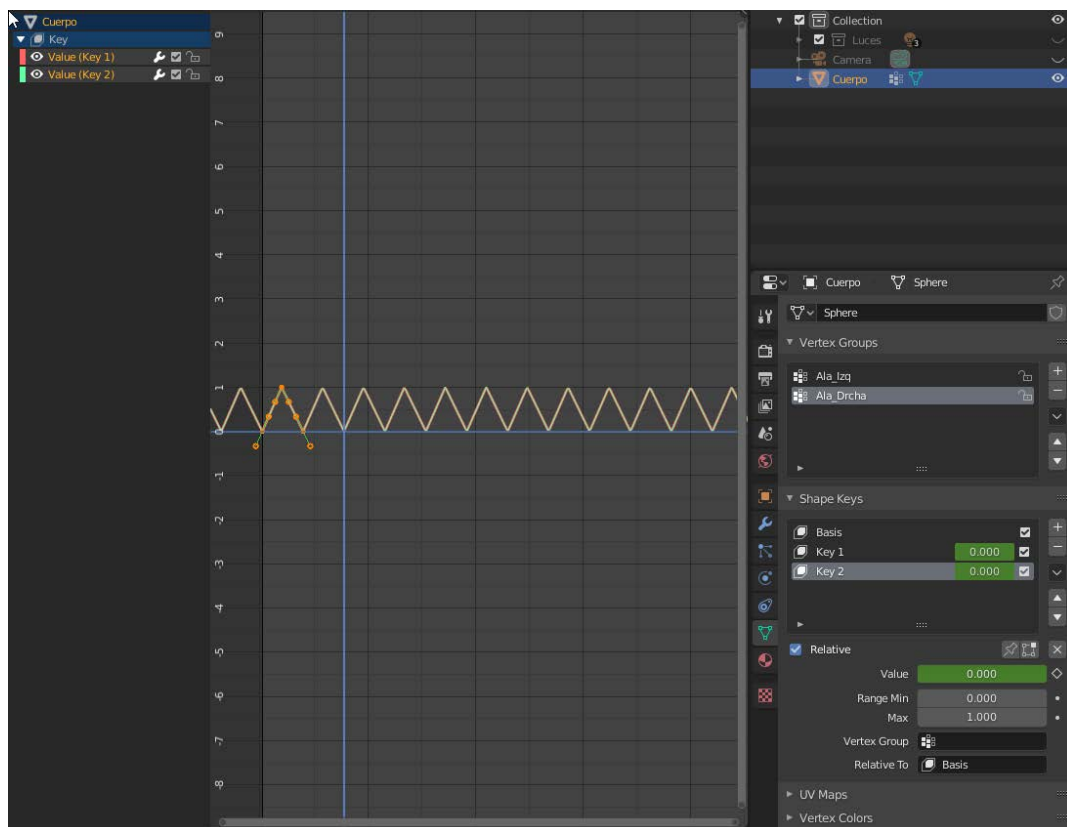 Cuerpo
Key
Value (Key 1)
Value (Key 2)
9
8
7
6
5
4
3
2
1
0
-1
-2
-3
-4
-5
-6
-7
-8
Collection
Luces 3
Camera
Cuerpo
Cuerpo Sphere
Sphere
Vertex Groups
Ala_Izq
Ala_Drcha
Shape Keys
Basis
Key 1 0.000
Key 2 0.000
Relative
Value 0.000
Range Min 0.000
Max 1.000
Vertex Group
Relative To Basis
UV Maps
Vertex Colors